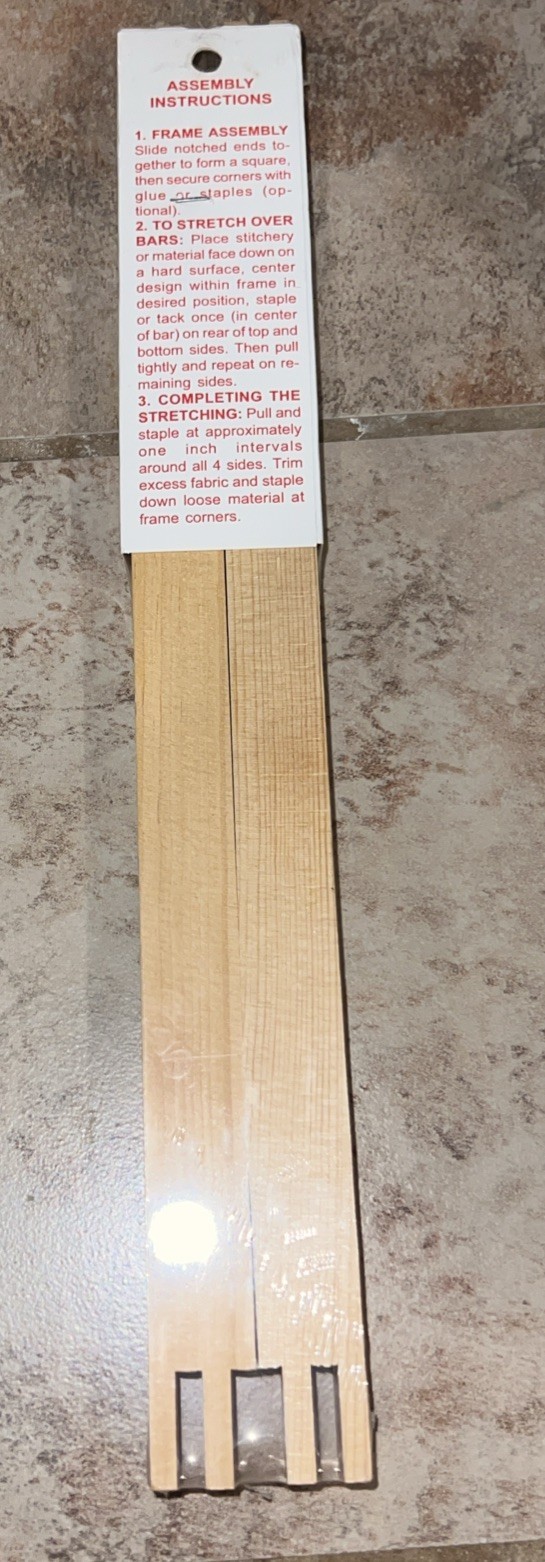 ASSEMBLY
INSTRUCTIONS
1. FRAME ASSEMBLY
Slide notched ends to-
gether to form a square,
then secure corners with
glue or staples (op-
tional).
2. TO STRETCH OVER
BARS: Place stitchery
or material face down on
a hard surface, center
design within frame in
desired position, staple
or tack once (in center
of bar) on rear of top and
bottom sides. Then pull
tightly and repeat on re-
maining sides.
3. COMPLETING THE
STRETCHING: Pull and
staple at approximately
one inch intervals
around all 4 sides. Trim
excess fabric and staple
down loose material at
frame corners.